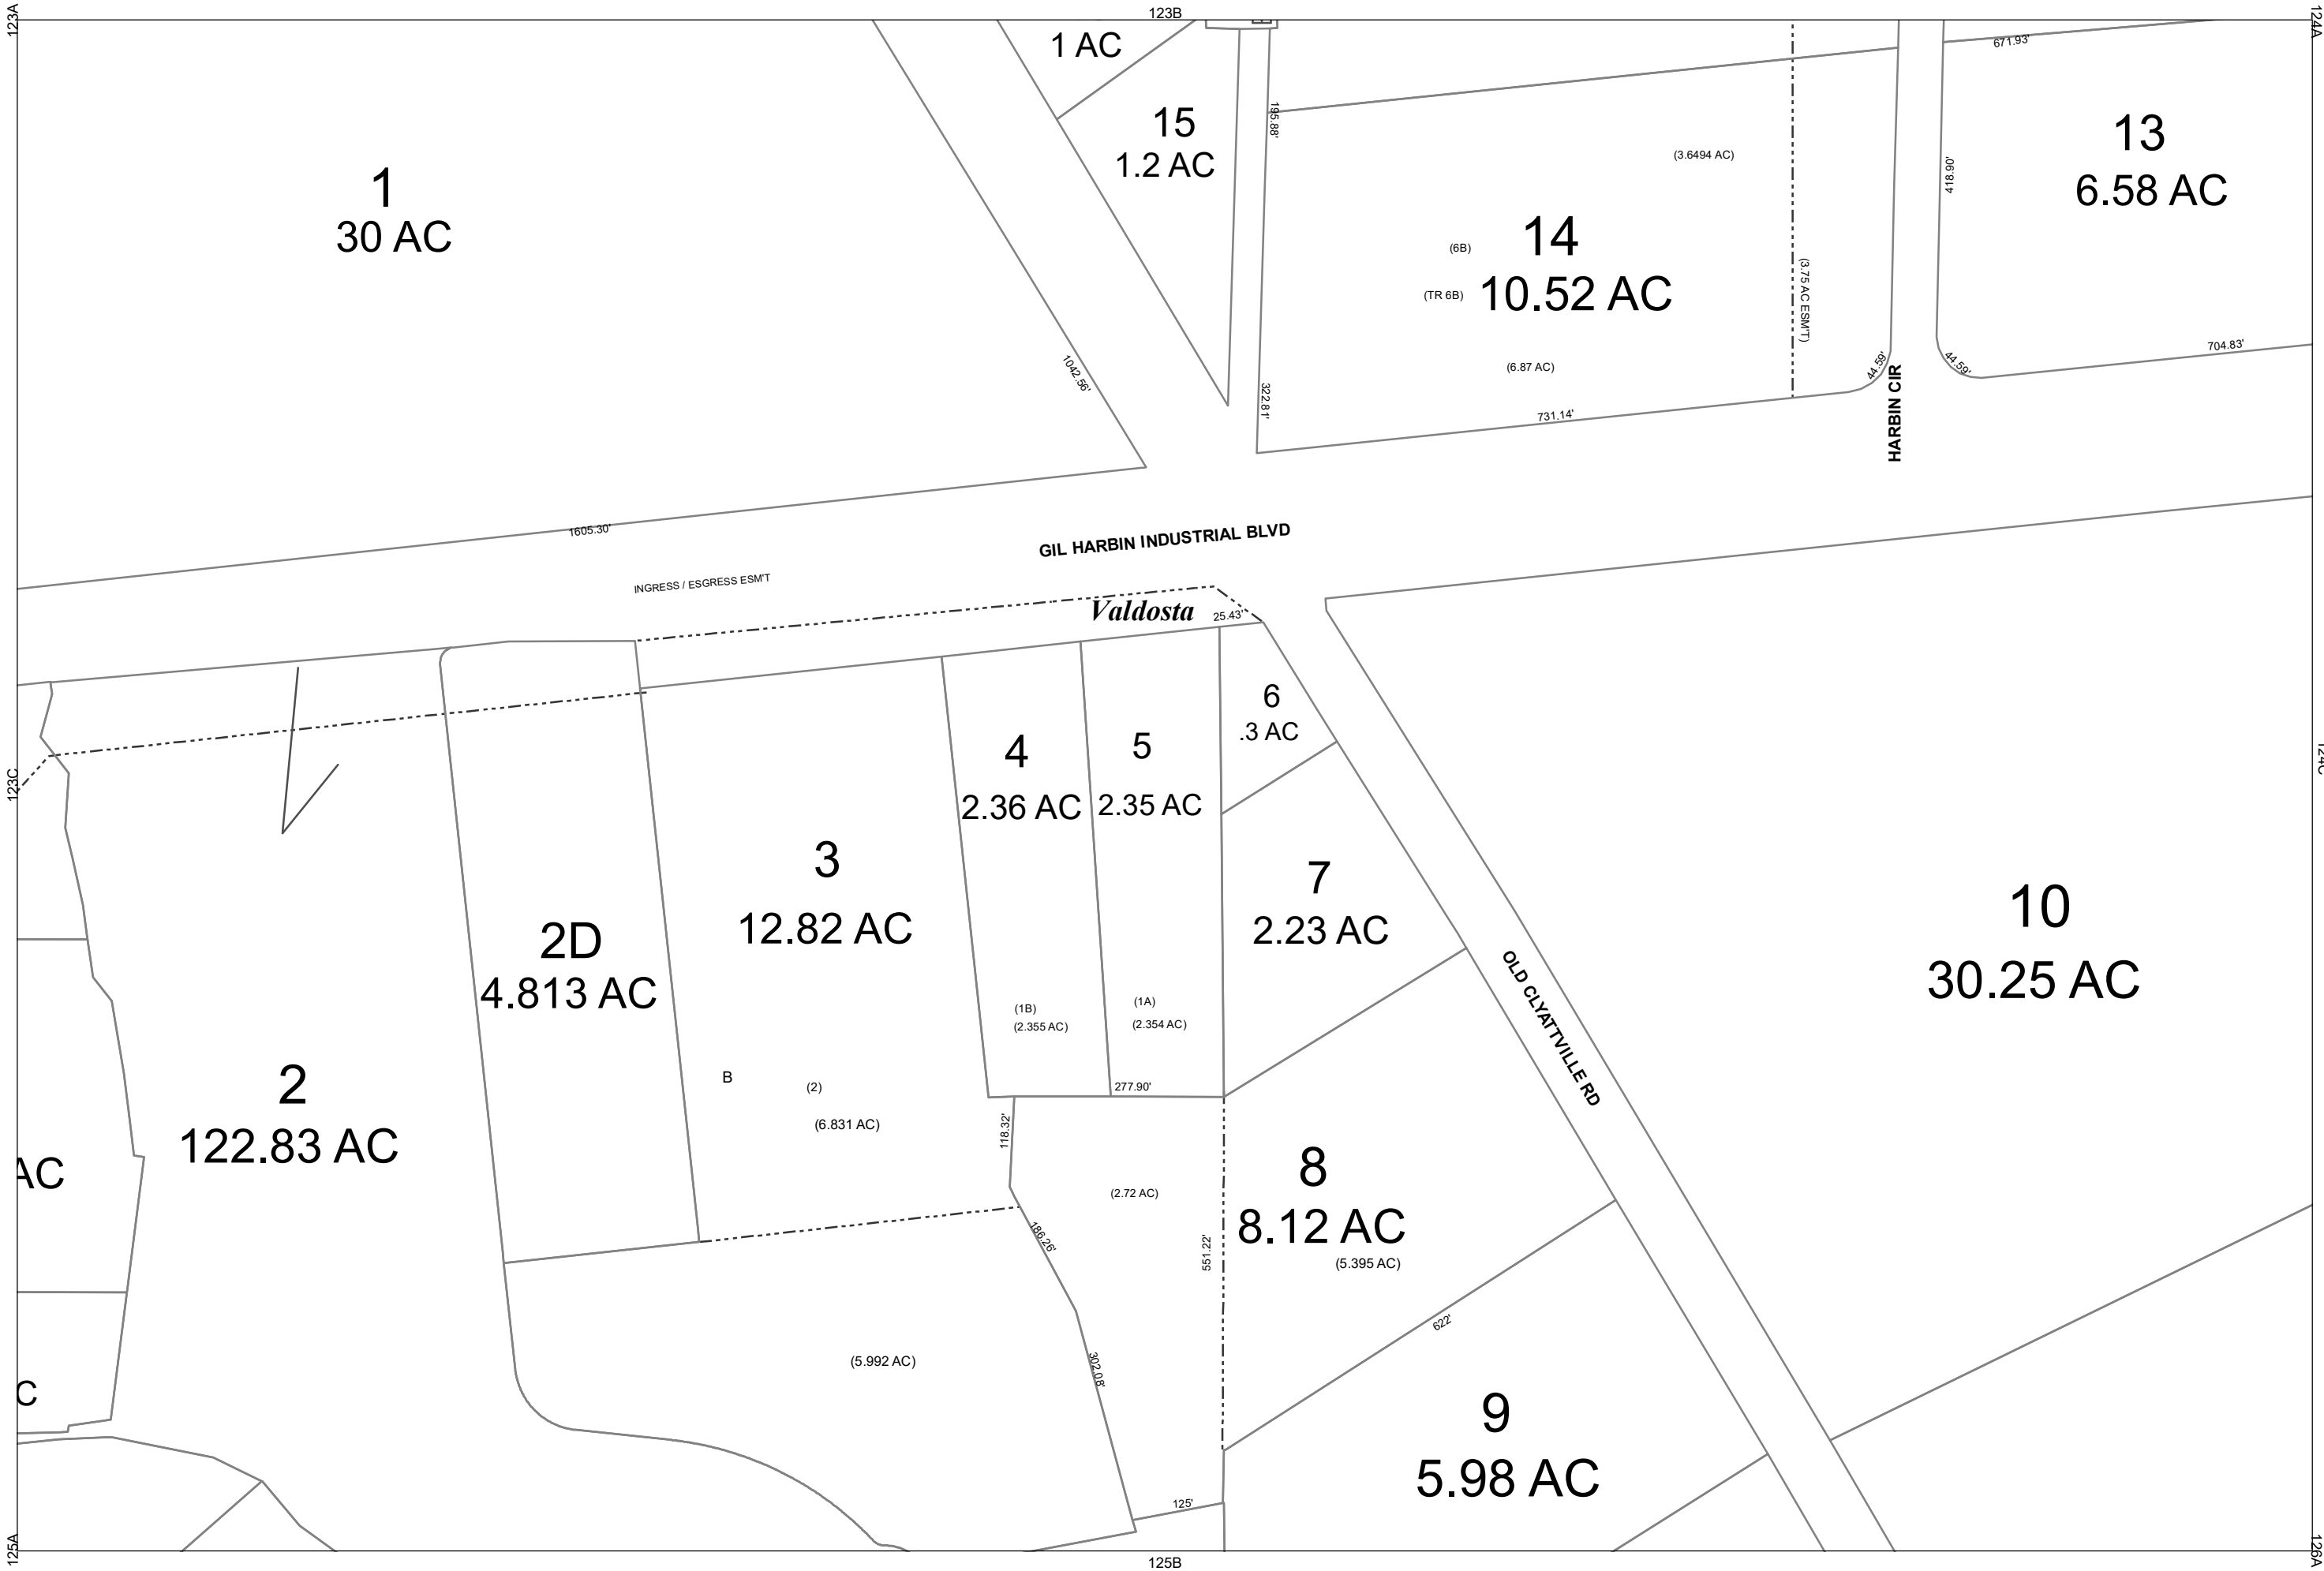 123A
123B
124A
1 AC
671.93'
15
1.2 AC
195.88'
(3.6494 AC)
418.90'
13
6.58 AC
1
30 AC
(6B)
14
(TR 6B)
10.52 AC
(3.75 AC ESM'T)
(6.87 AC)
1042.56'
322.81'
731.14'
44.59'
HARBIN CIR
44.59'
704.83'
1605.30'
GIL HARBIN INDUSTRIAL BLVD
INGRESS / ESGRESS ESM'T
Valdosta
25.43'
6
.3 AC
123C
124C
4
2.36 AC
5
2.35 AC
3
12.82 AC
7
2.23 AC
10
30.25 AC
2D
4.813 AC
OLD CLYATTVILLE RD
(1B)
(2.355 AC)
(1A)
(2.354 AC)
B
(2)
277.90'
(6.831 AC)
118.32'
2
122.83 AC
AC
(2.72 AC)
8
8.12 AC
(5.395 AC)
186.26'
551.22'
622'
(5.992 AC)
302.08'
C
9
5.98 AC
125'
125A
125B
126A